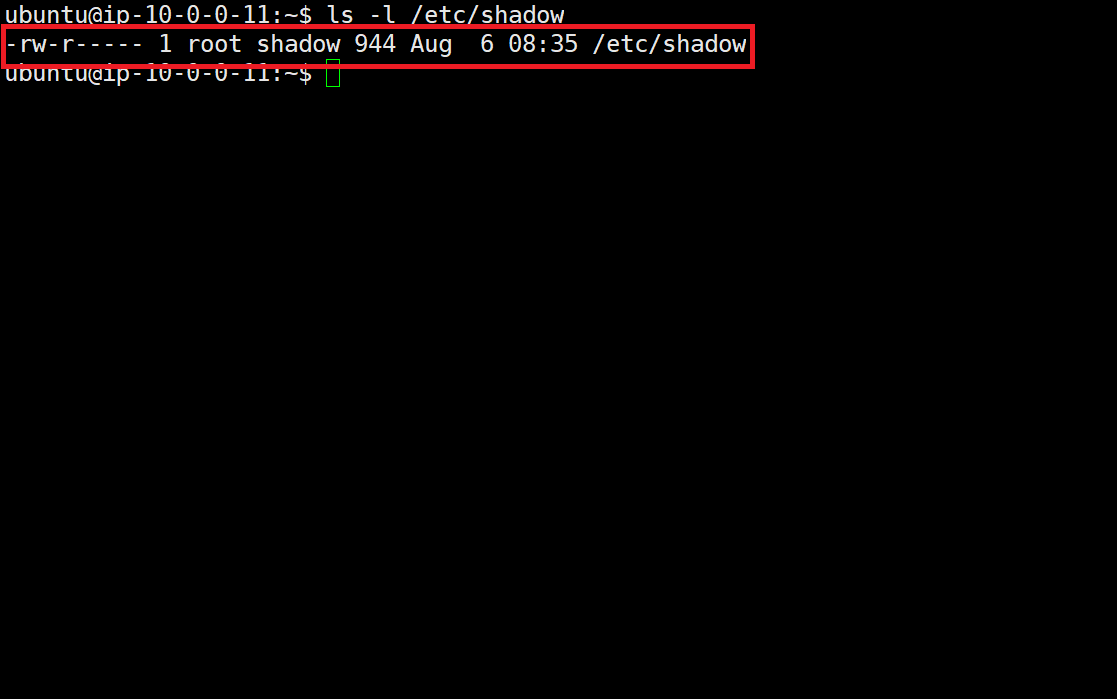 ubuntu@ip-10-0-0-11:~$ ls -l /etc/shadow
-rw-r----- 1 root shadow 944 Aug  6 08:35 /etc/shadow
ubuntu@ip-10-0-0-11:~$